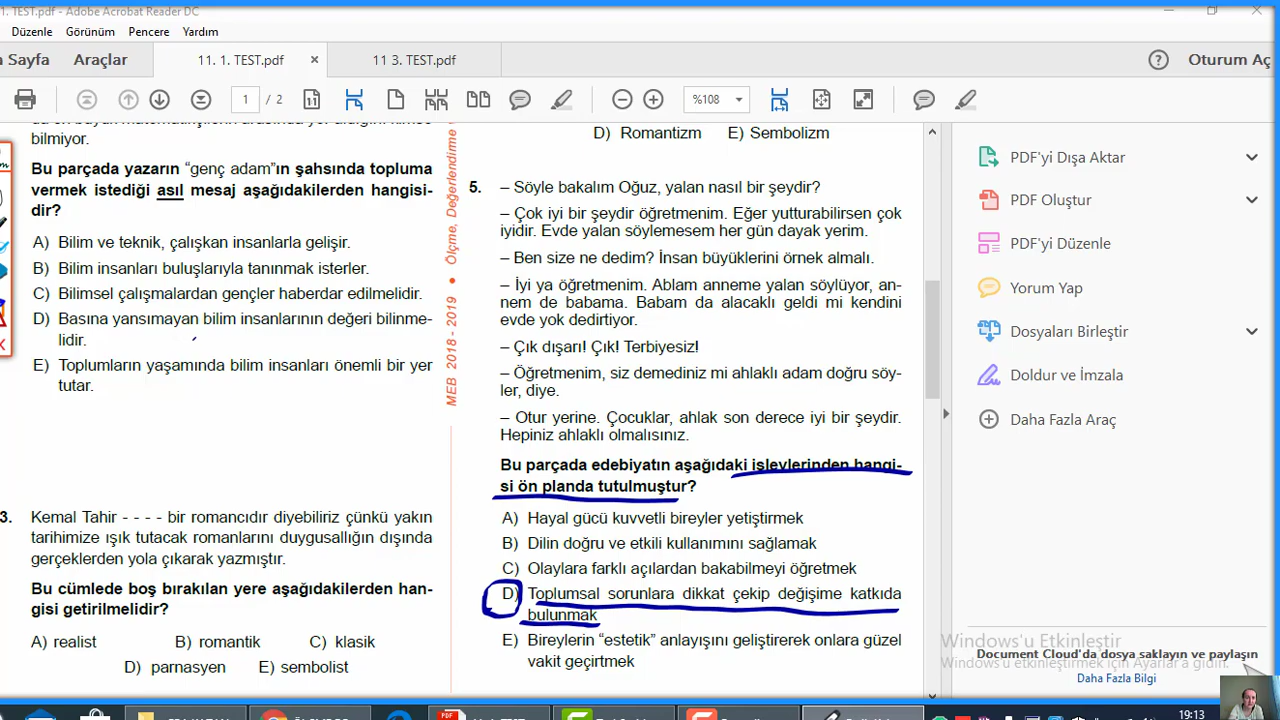 1. TEST.pdf - Adobe Acrobat Reader DC
Düzenle Görünüm Pencere Yardım
Sayfa Araçlar 11. 1. TEST.pdf × 11 3. TEST.pdf ? Oturum Aç
1 / 2 %108
bilmiyor.
Bu parçada yazarın “genç adam”ın şahsında topluma
vermek istediği asıl mesaj aşağıdakilerden hangisi-
dir?
A) Bilim ve teknik, çalışkan insanlarla gelişir.
B) Bilim insanları buluşlarıyla tanınmak isterler.
C) Bilimsel çalışmalardan gençler haberdar edilmelidir.
D) Basına yansımayan bilim insanlarının değeri bilinme-
lidir.
E) Toplumların yaşamında bilim insanları önemli bir yer
tutar.
3. Kemal Tahir - - - - bir romancıdır diyebiliriz çünkü yakın
tarihimize ışık tutacak romanlarını duygusallığın dışında
gerçeklerden yola çıkarak yazmıştır.
Bu cümlede boş bırakılan yere aşağıdakilerden han-
gisi getirilmelidir?
A) realist B) romantik C) klasik
D) parnasyen E) sembolist
MEB 2018 - 2019 ● Ölçme, Değerlendirme
D) Romantizm E) Sembolizm
5. – Söyle bakalım Oğuz, yalan nasıl bir şeydir?
– Çok iyi bir şeydir öğretmenim. Eğer yutturabilirsen çok
iyidir. Evde yalan söylemesem her gün dayak yerim.
– Ben size ne dedim? İnsan büyüklerini örnek almalı.
– İyi ya öğretmenim. Ablam anneme yalan söylüyor, an-
nem de babama. Babam da alacaklı geldi mi kendini
evde yok dedirtiyor.
– Çık dışarı! Çık! Terbiyesiz!
– Öğretmenim, siz demediniz mi ahlaklı adam doğru söy-
ler, diye.
– Otur yerine. Çocuklar, ahlak son derece iyi bir şeydir.
Hepiniz ahlaklı olmalısınız.
Bu parçada edebiyatın aşağıdaki işlevlerinden hangi-
si ön planda tutulmuştur?
A) Hayal gücü kuvvetli bireyler yetiştirmek
B) Dilin doğru ve etkili kullanımını sağlamak
C) Olaylara farklı açılardan bakabilmeyi öğretmek
D) Toplumsal sorunlara dikkat çekip değişime katkıda
bulunmak
E) Bireylerin “estetik” anlayışını geliştirerek onlara güzel
vakit geçirtmek
PDF'yi Dışa Aktar
PDF Oluştur
PDF'yi Düzenle
Yorum Yap
Dosyaları Birleştir
Doldur ve İmzala
Daha Fazla Araç
Windows'u Etkinleştir
Document Cloud'da dosya saklayın ve paylaşın
Windows'u etkinleştirmek için Ayarlar'a gidin.
Daha Fazla Bilgi
19:13